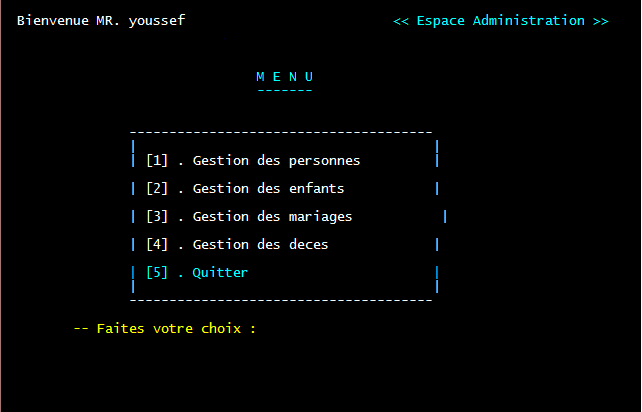 Bienvenue MR. youssef << Espace Administration >>
M E N U
-------
--------------------------------------
| |
| [1] . Gestion des personnes |
| [2] . Gestion des enfants |
| [3] . Gestion des mariages |
| [4] . Gestion des deces |
| [5] . Quitter |
| |
--------------------------------------
-- Faites votre choix :